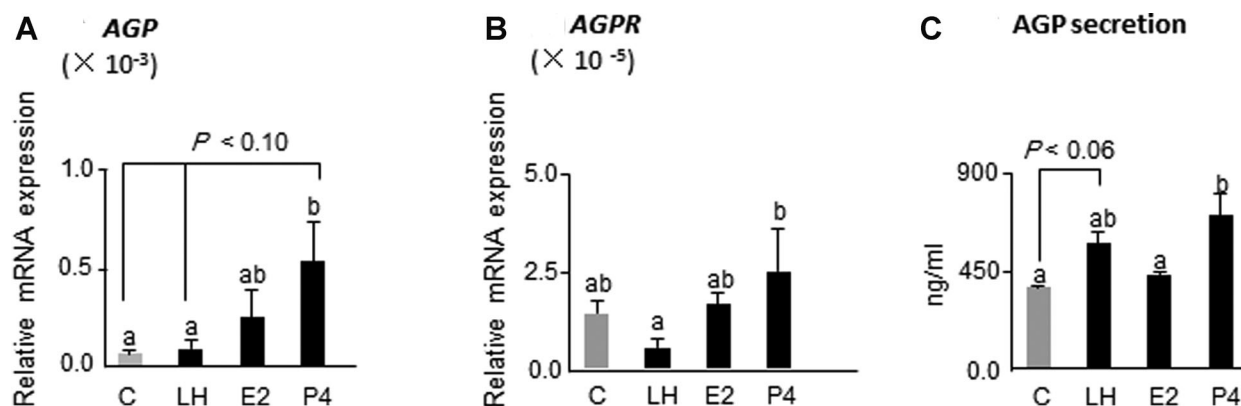 A AGP
(× 10-3)
Relative mRNA expression
P < 0.10
1.0
0.5
0.0
a a ab b
C LH E2 P4
B AGPR
(× 10 -5)
Relative mRNA expression
5.0
2.5
0.0
ab a ab b
C LH E2 P4
C AGP secretion
ng/ml
P < 0.06
900
450
0.0
a ab a b
C LH E2 P4